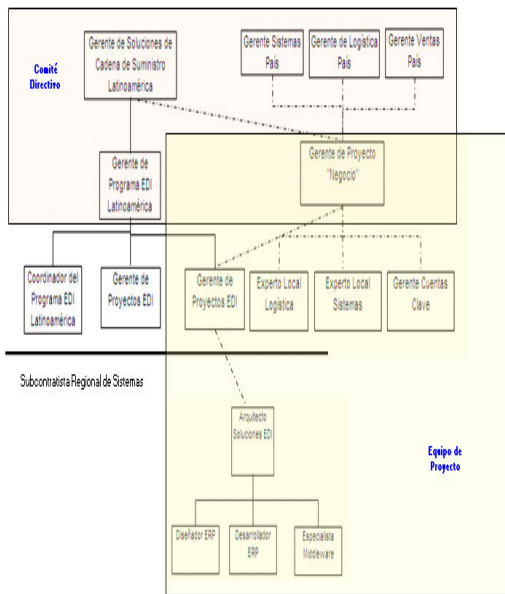 Gerente de Soluciones de
Cadena de Suministro
Latinoamérica
Gerente Sistemas
País
Gerente de Logística
País
Gerente Ventas
País
Comité
Directivo
Gerente de
Programa EDI
Latinoamérica
Gerente de Proyecto
"Negocio"
Coordinador del
Programa EDI
Latinoamérica
Gerente de
Proyectos EDI
Gerente de
Proyectos EDI
Experto Local
Logística
Experto Local
Sistemas
Gerente Cuentas
Clave
Subcontratista Regional de Sistemas
Arquitecto
Soluciones EDI
Equipo de
Proyecto
Diseñador ERP
Desarrollador
ERP
Especialista
Middleware